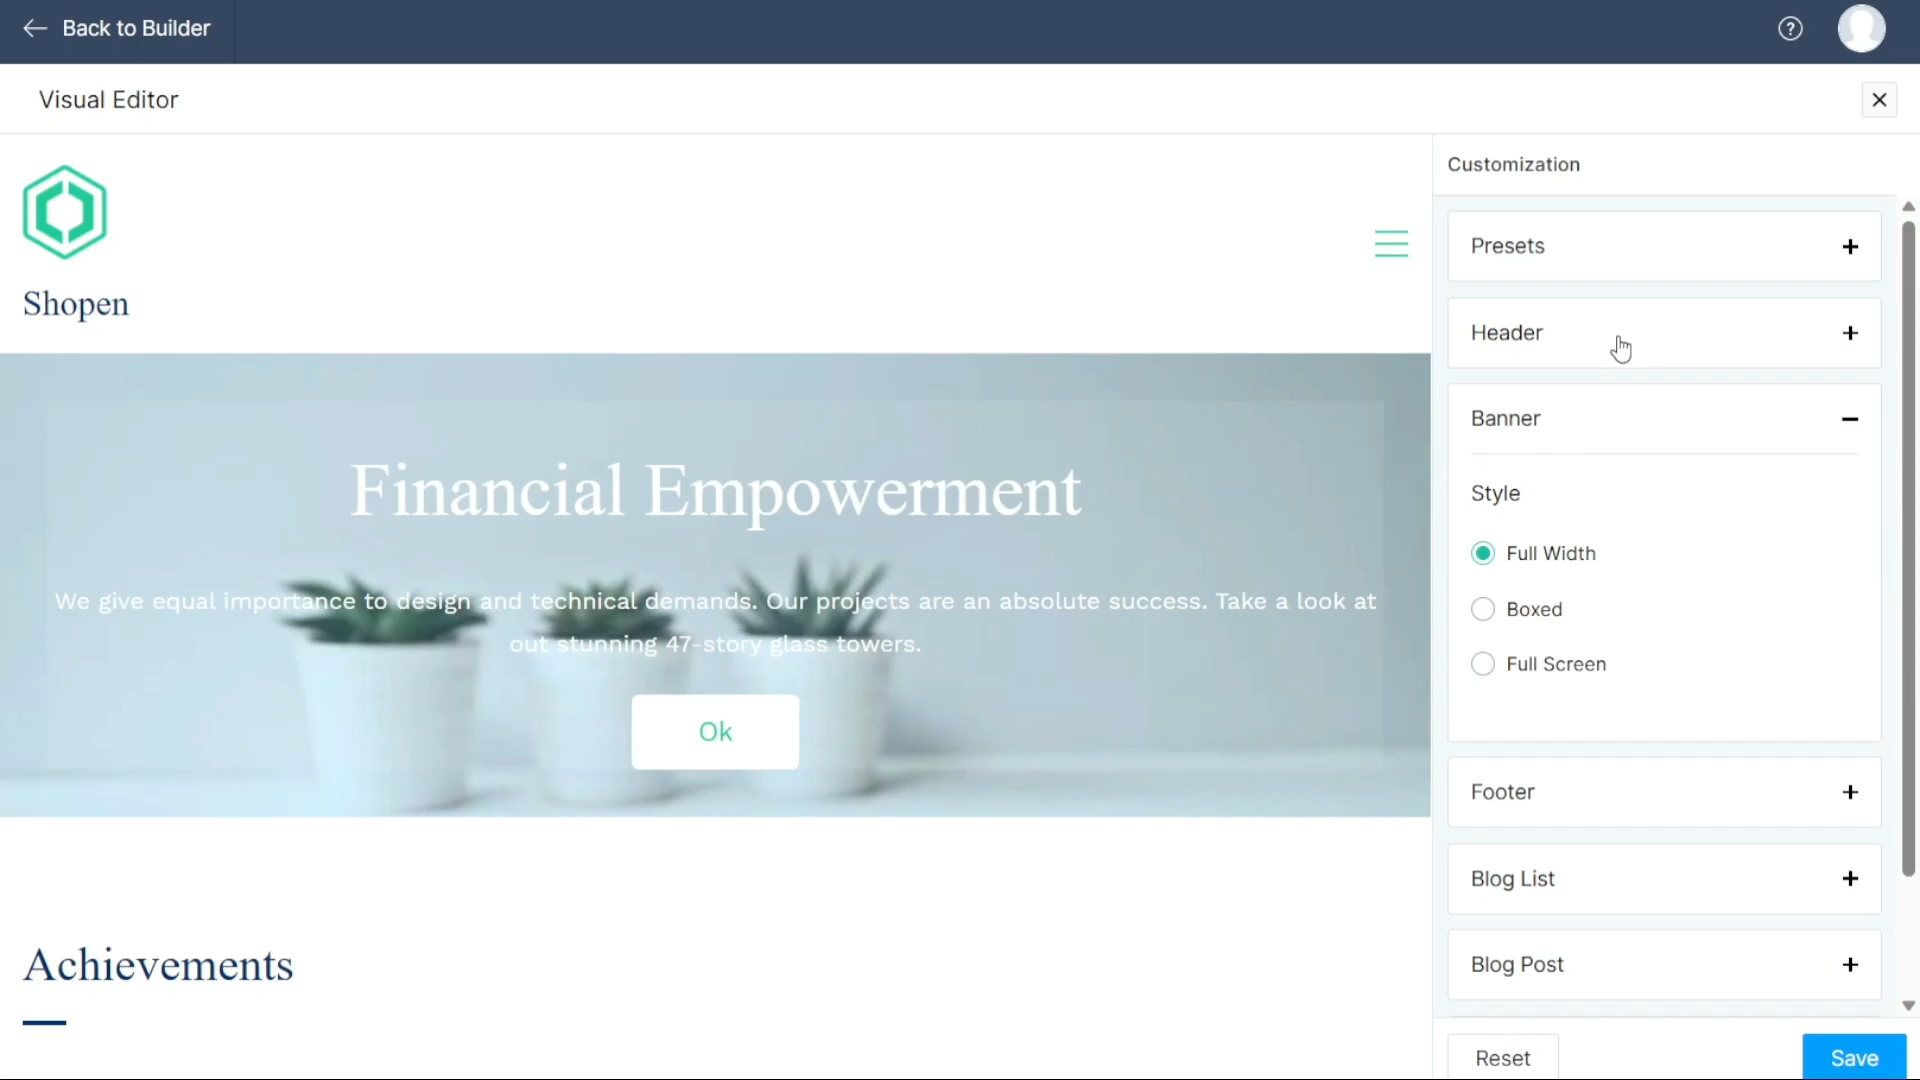 Back to Builder
?
Visual Editor
Shopen
Financial Empowerment
We give equal importance to design and technical demands. Our projects are an absolute success. Take a look at
out stunning 47-story glass towers.
Ok
Achievements
Customization
Presets
Header
Banner
Style
Full Width
Boxed
Full Screen
Footer
Blog List
Blog Post
Reset
Save